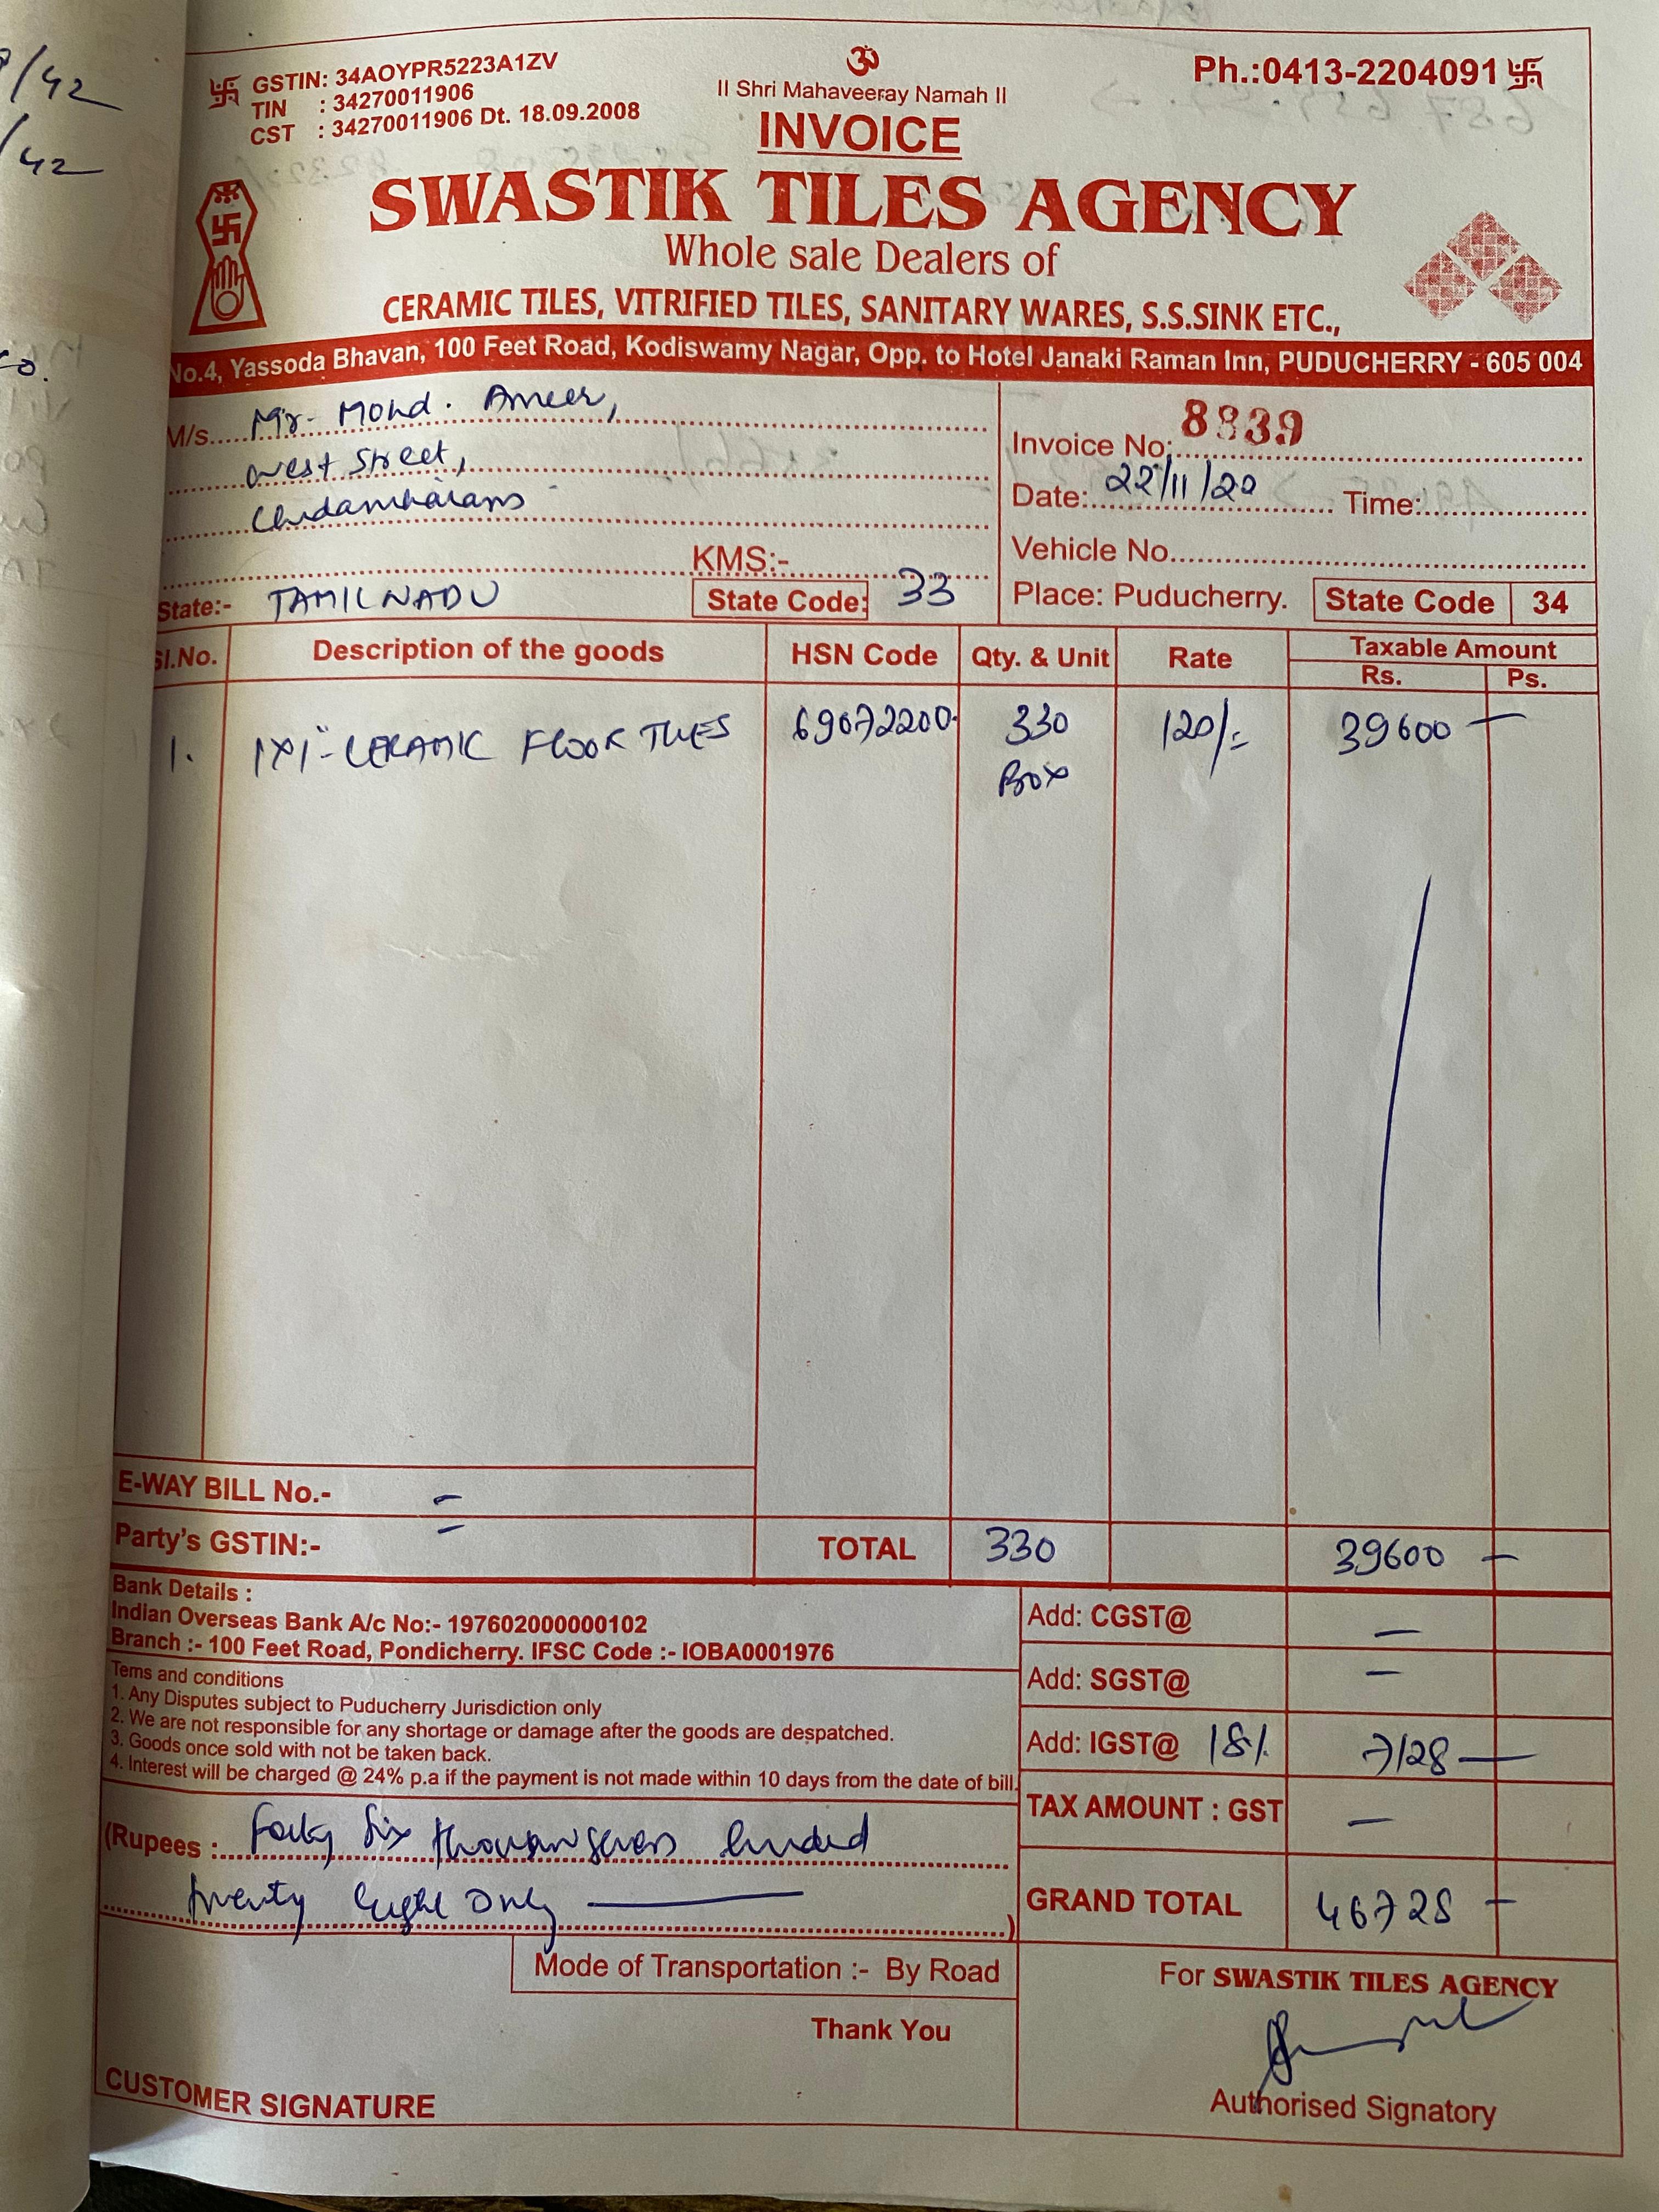 GSTIN: 34AOYPR5223A1ZV
TIN : 34270011906
CST : 34270011906 Dt. 18.09.2008
ॐ
II Shri Mahaveeray Namah II
Ph.:0413-2204091
INVOICE
SWASTIK TILES AGENCY
Whole sale Dealers of
CERAMIC TILES, VITRIFIED TILES, SANITARY WARES, S.S.SINK ETC.,
No.4, Yassoda Bhavan, 100 Feet Road, Kodiswamy Nagar, Opp. to Hotel Janaki Raman Inn, PUDUCHERRY - 605 004
M/s. Mr. Mohd. Ameer,
West Street,
Chidambaram
KMS:-
State:- TAMILNADU State Code: 33
Invoice No: 8839
Date: 22/11/20 Time:
Vehicle No.
Place: Puducherry. State Code 34
Sl.No. Description of the goods HSN Code Qty. & Unit Rate Taxable Amount
Rs. Ps.
1. 1x1"-CERAMIC FLOOR TILES 69072200 330 120/= 39600 —
Box
E-WAY BILL No.- =
Party's GSTIN:- TOTAL 330 39600 —
Bank Details :
Indian Overseas Bank A/c No:- 197602000000102
Branch :- 100 Feet Road, Pondicherry. IFSC Code :- IOBA0001976
Tems and conditions
1. Any Disputes subject to Puducherry Jurisdiction only
2. We are not responsible for any shortage or damage after the goods are despatched.
3. Goods once sold with not be taken back.
4. Interest will be charged @ 24% p.a if the payment is not made within 10 days from the date of bill.
Add: CGST@ —
Add: SGST@ —
Add: IGST@ 18% 7128 —
TAX AMOUNT : GST —
GRAND TOTAL 46728 —
(Rupees : Forty Six thousan seven hundred
twenty eight only —)
Mode of Transportation :- By Road
Thank You
CUSTOMER SIGNATURE
For SWASTIK TILES AGENCY
Authorised Signatory